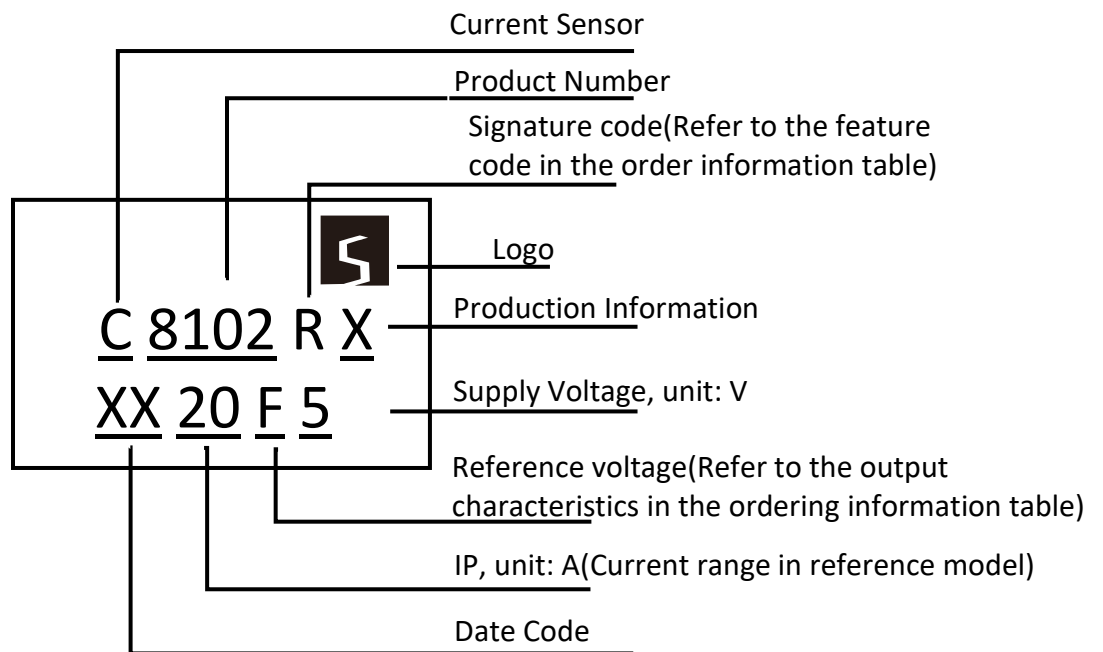 Current Sensor
Product Number
Signature code(Refer to the feature
code in the order information table)
Logo
C 8102 R X
Production Information
XX 20 F 5
Supply Voltage, unit: V
Reference voltage(Refer to the output
characteristics in the ordering information table)
IP, unit: A(Current range in reference model)
Date Code